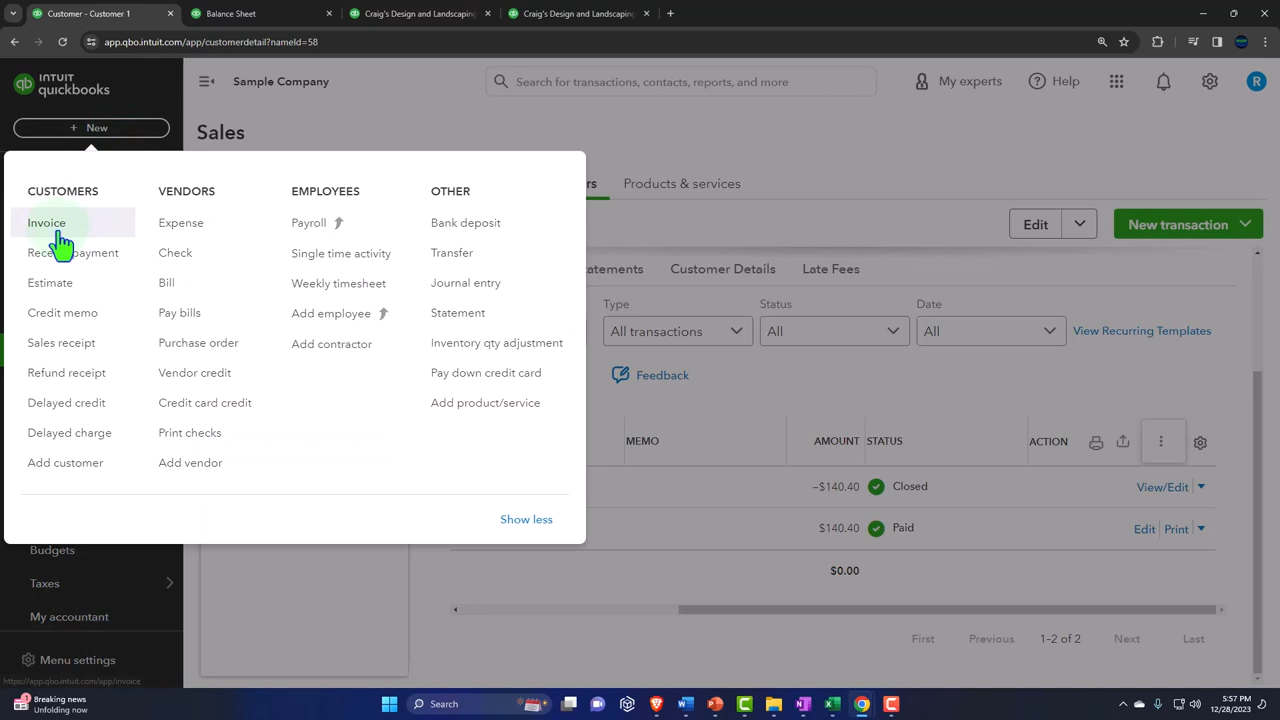 Customer - Customer 1
Balance Sheet
Craig's Design and Landscaping
Craig's Design and Landscaping
app.qbo.intuit.com/app/customerdetail?nameId=58
INTUIT
quickbooks
Sample Company
Search for transactions, contacts, reports, and more
My experts
Help
R
+ New
Sales
CUSTOMERS
Invoice
Receive payment
Estimate
Credit memo
Sales receipt
Refund receipt
Delayed credit
Delayed charge
Add customer
VENDORS
Expense
Check
Bill
Pay bills
Purchase order
Vendor credit
Credit card credit
Print checks
Add vendor
EMPLOYEES
Payroll
Single time activity
Weekly timesheet
Add employee
Add contractor
OTHER
Bank deposit
Transfer
Journal entry
Statement
Inventory qty adjustment
Pay down credit card
Add product/service
Show less
Products & services
Edit
New transaction
Customer Details
Late Fees
Type
Status
Date
All transactions
All
All
View Recurring Templates
Feedback
MEMO
AMOUNT
STATUS
ACTION
−$140.40
Closed
View/Edit
$140.40
Paid
Edit
Print
$0.00
First
Previous
1–2 of 2
Next
Last
Budgets
Taxes
My accountant
Menu settings
https://app.qbo.intuit.com/app/invoice
1
Breaking news
Unfolding now
Search
5:57 PM
12/28/2023